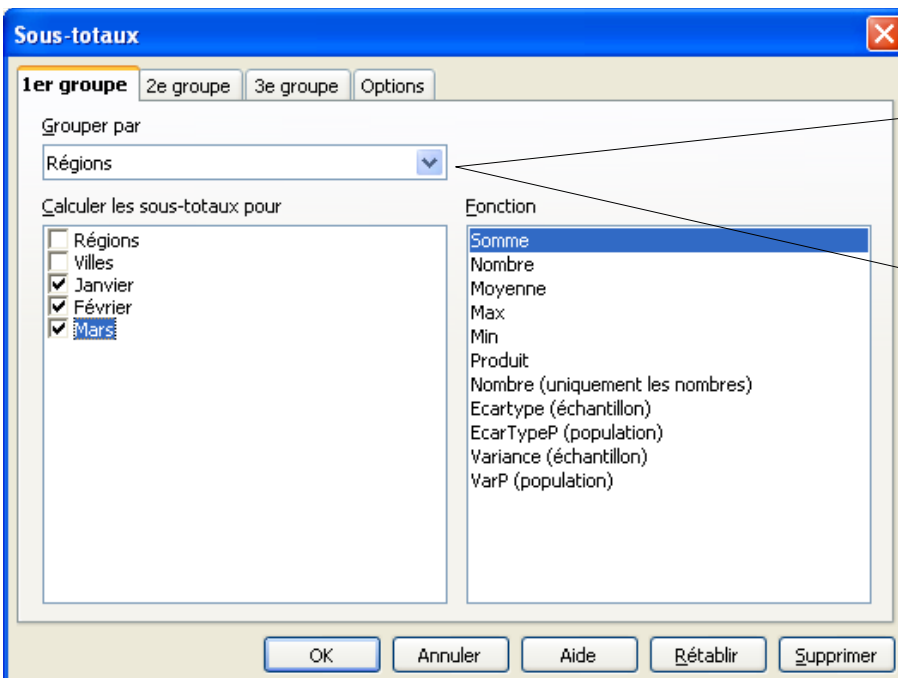 Sous-totaux
1er groupe 2e groupe 3e groupe Options
Grouper par
Régions
Calculer les sous-totaux pour
Régions
Villes
Janvier
Février
Mars
Fonction
Somme
Nombre
Moyenne
Max
Min
Produit
Nombre (uniquement les nombres)
Ecartype (échantillon)
EcarTypeP (population)
Variance (échantillon)
VarP (population)
OK Annuler Aide Rétablir Supprimer